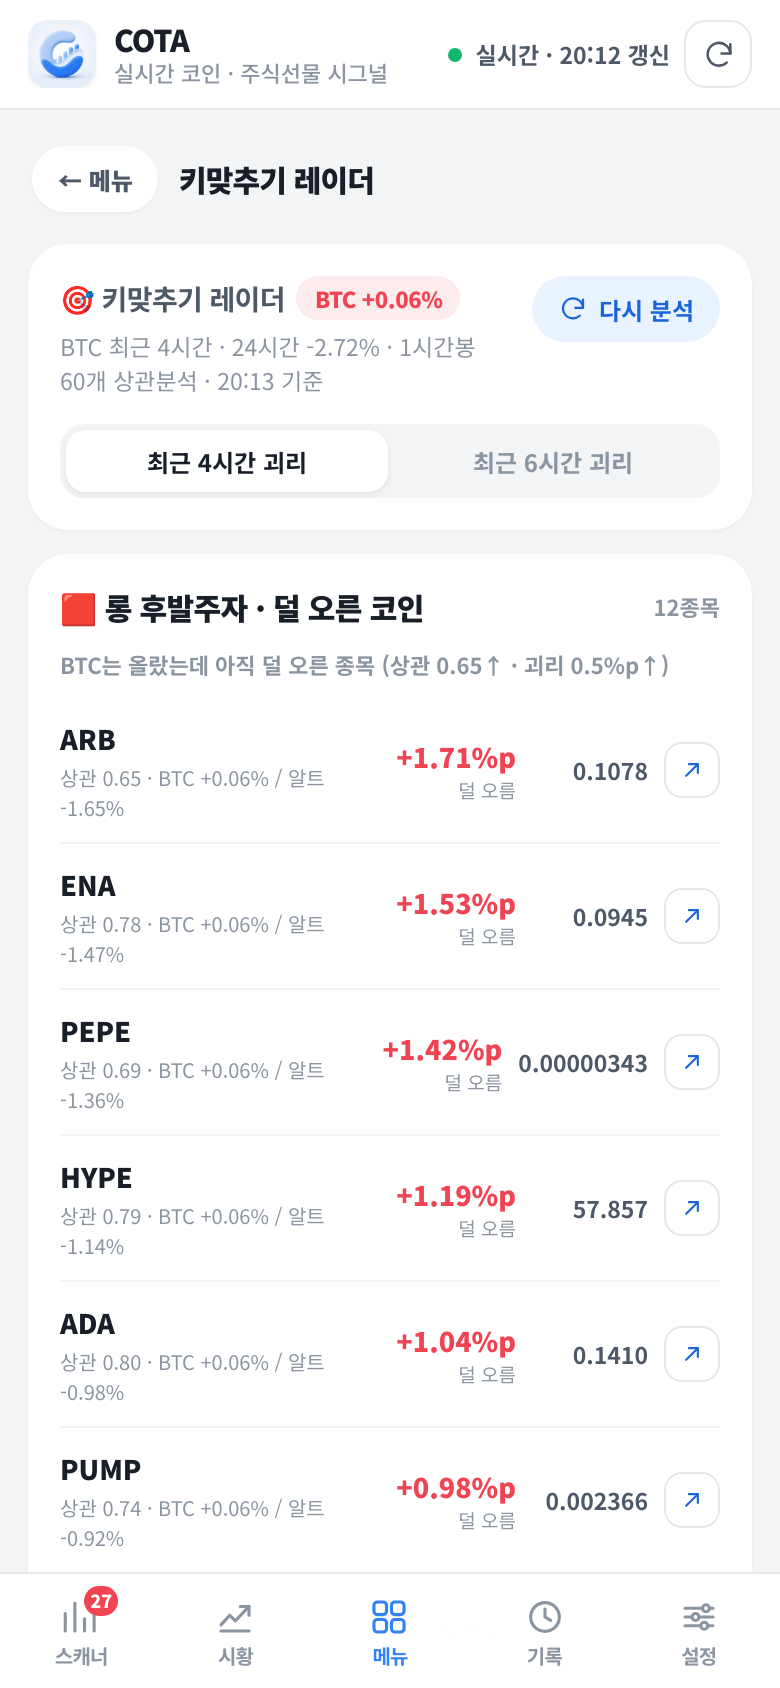 COTA
실시간 코인 · 주식선물 시그널
실시간 · 20:12 갱신
← 메뉴
키맞추기 레이더
키맞추기 레이더
BTC +0.06%
다시 분석
BTC 최근 4시간 · 24시간 -2.72% · 1시간봉
60개 상관분석 · 20:13 기준
최근 4시간 괴리
최근 6시간 괴리
롱 후발주자 · 덜 오른 코인
12종목
BTC는 올랐는데 아직 덜 오른 종목 (상관 0.65↑ · 괴리 0.5%p↑)
ARB
상관 0.65 · BTC +0.06% / 알트
-1.65%
+1.71%p
덜 오름
0.1078
ENA
상관 0.78 · BTC +0.06% / 알트
-1.47%
+1.53%p
덜 오름
0.0945
PEPE
상관 0.69 · BTC +0.06% / 알트
-1.36%
+1.42%p
덜 오름
0.00000343
HYPE
상관 0.79 · BTC +0.06% / 알트
-1.14%
+1.19%p
덜 오름
57.857
ADA
상관 0.80 · BTC +0.06% / 알트
-0.98%
+1.04%p
덜 오름
0.1410
PUMP
상관 0.74 · BTC +0.06% / 알트
-0.92%
+0.98%p
덜 오름
0.002366
27
스캐너
시황
메뉴
기록
설정